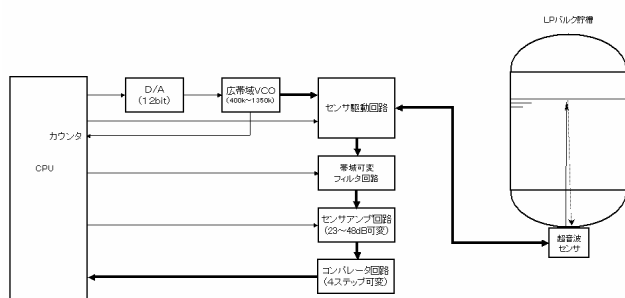 LPバルク貯槽
D/A
(12bit)
広帯域VCO
(400k~1350k)
センサ駆動回路
カウンタ
CPU
帯域可変
フィルタ回路
センサアンプ回路
(23~48dB可変)
コンパレータ回路
(4ステップ可変)
超音波
センサ